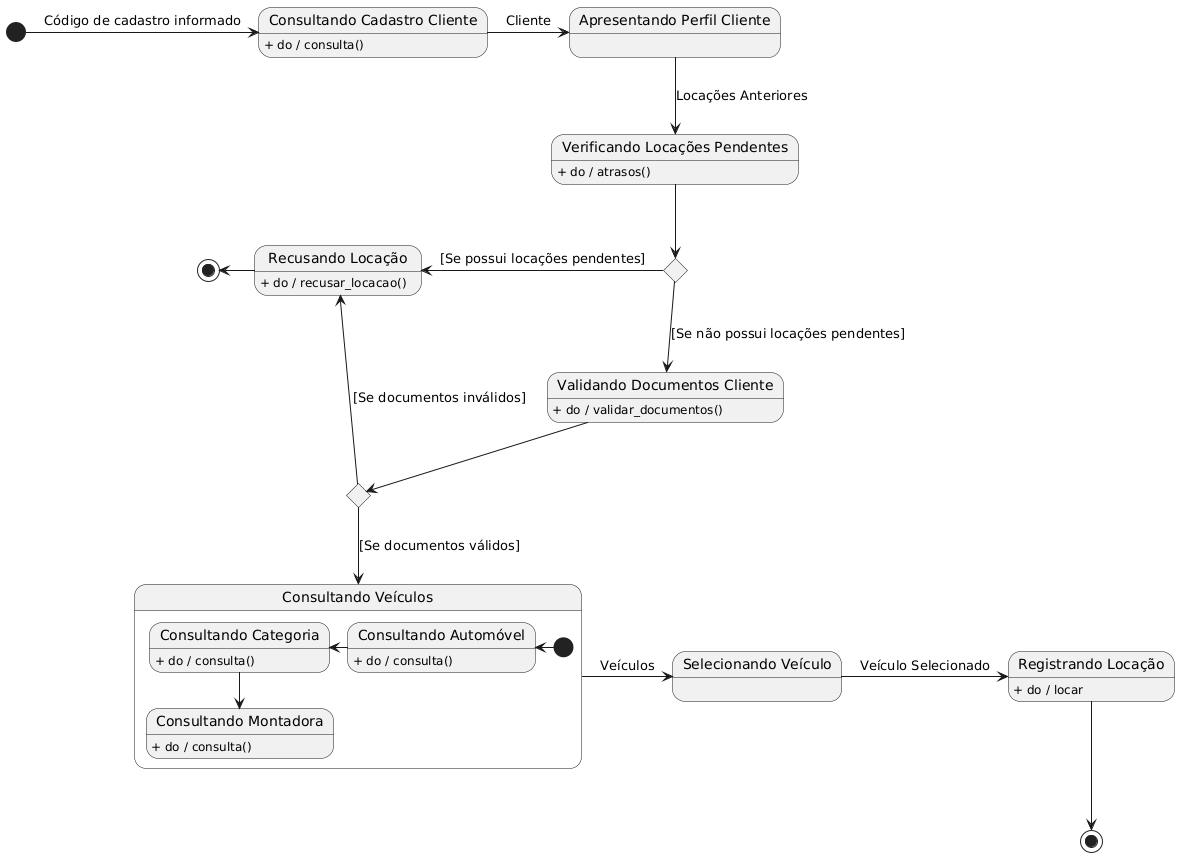 Código de cadastro informado
Consultando Cadastro Cliente
+ do / consulta()
Cliente
Apresentando Perfil Cliente
Locações Anteriores
Verificando Locações Pendentes
+ do / atrasos()
Recusando Locação
+ do / recusar_locacao()
[Se possui locações pendentes]
[Se não possui locações pendentes]
Validando Documentos Cliente
+ do / validar_documentos()
[Se documentos inválidos]
[Se documentos válidos]
Consultando Veículos
Consultando Categoria
+ do / consulta()
Consultando Automóvel
+ do / consulta()
Consultando Montadora
+ do / consulta()
Veículos
Selecionando Veículo
Veículo Selecionado
Registrando Locação
+ do / locar